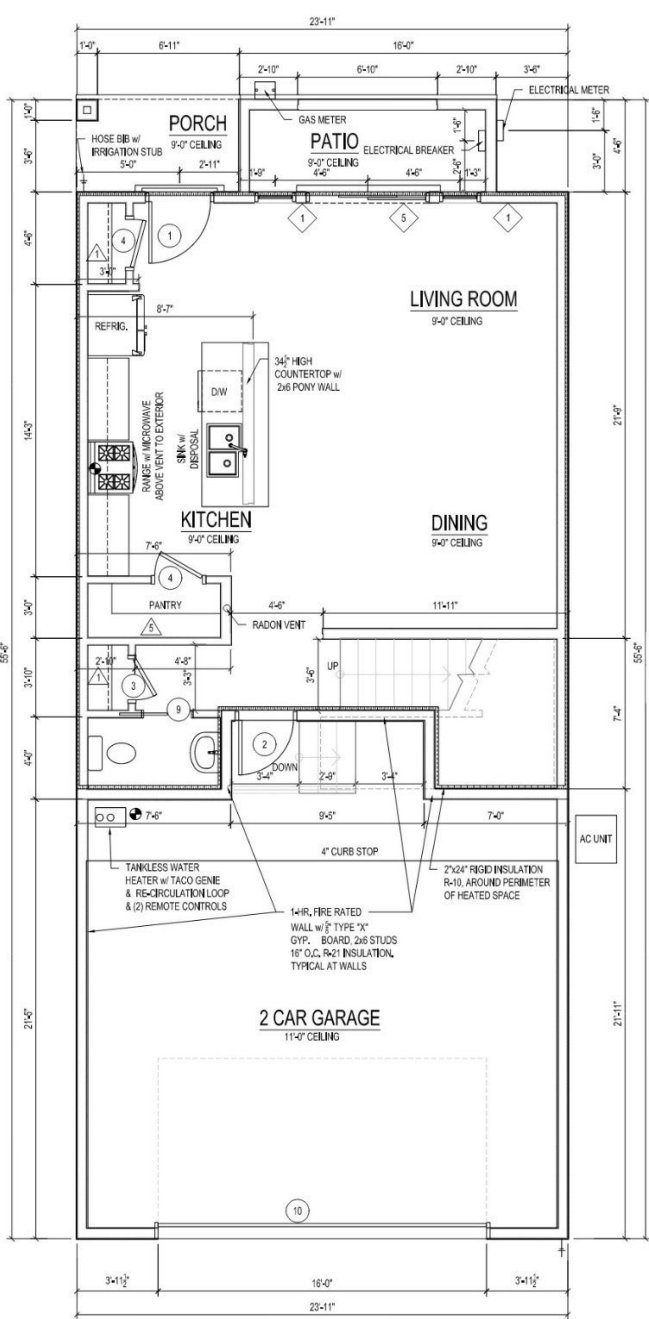 23'-11"
1'-0" 6'-11" 16'-0"
2'-10" 6'-10" 2'-10" 3'-6"
ELECTRICAL METER
GAS METER
1'-0"
3'-6"
PORCH
9'-0" CEILING
HOSE BIB w/
IRRIGATION STUB
5'-0" 2'-11"
PATIO
9'-0" CEILING
ELECTRICAL BREAKER
1'-6"
2'-6"
1'-6"
3'-0"
4'-6"
1'-9" 4'-6" 4'-6" 1'-3"
1 5 1
4'-6"
1
4
1
LIVING ROOM
9'-0" CEILING
REFRIG.
8'-7"
34½" HIGH
COUNTERTOP w/
2x6 PONY WALL
D/W
SINK w/
DISPOSAL
RANGE w/ MICROWAVE
ABOVE VENT TO EXTERIOR
14'-3"
21'-9"
KITCHEN
9'-0" CEILING
DINING
9'-0" CEILING
7'-6"
4
PANTRY
5
3'-0"
4'-6" 11'-11"
RADON VENT
55'-6"
55'-6"
3'-10"
2'-10" 4'-8"
3'-3"
3
9
3'-6"
UP
7'-4"
4'-0"
2
DOWN
3'-4" 2'-9" 3'-4"
7'-6" 9'-5" 7'-0"
4" CURB STOP
AC UNIT
TANKLESS WATER
HEATER w/ TACO GENIE
& RE-CIRCULATION LOOP
& (2) REMOTE CONTROLS
2"x24" RIGID INSULATION
R-10, AROUND PERIMETER
OF HEATED SPACE
1-HR. FIRE RATED
WALL w/ ⅝" TYPE "X"
GYP. BOARD, 2x6 STUDS
16" O.C. R-21 INSULATION,
TYPICAL AT WALLS
2 CAR GARAGE
11'-0" CEILING
21'-11"
10
3'-11½" 16'-0" 3'-11½"
23'-11"